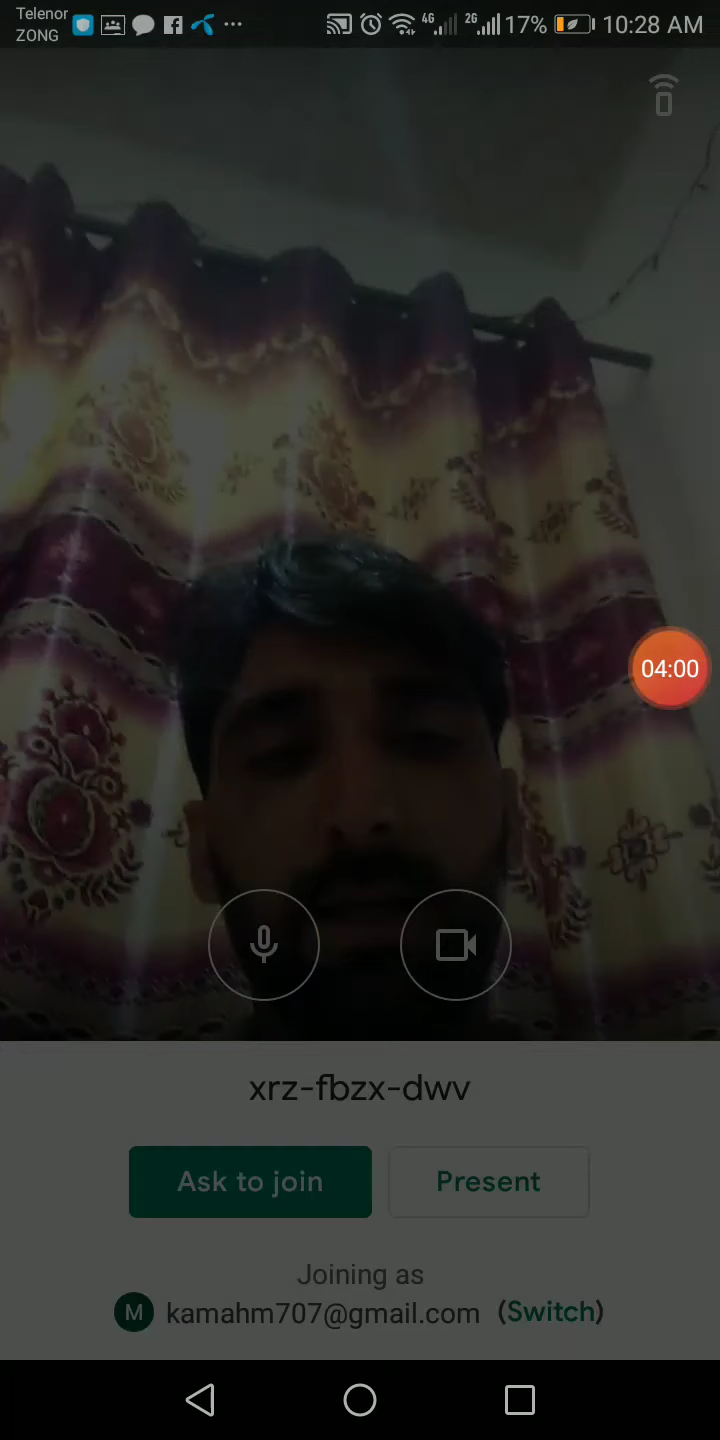 Telenor
ZONG
4G 2G 17% 10:28 AM
04:00
xrz-fbzx-dwv
Ask to join Present
Joining as
M kamahm707@gmail.com (Switch)